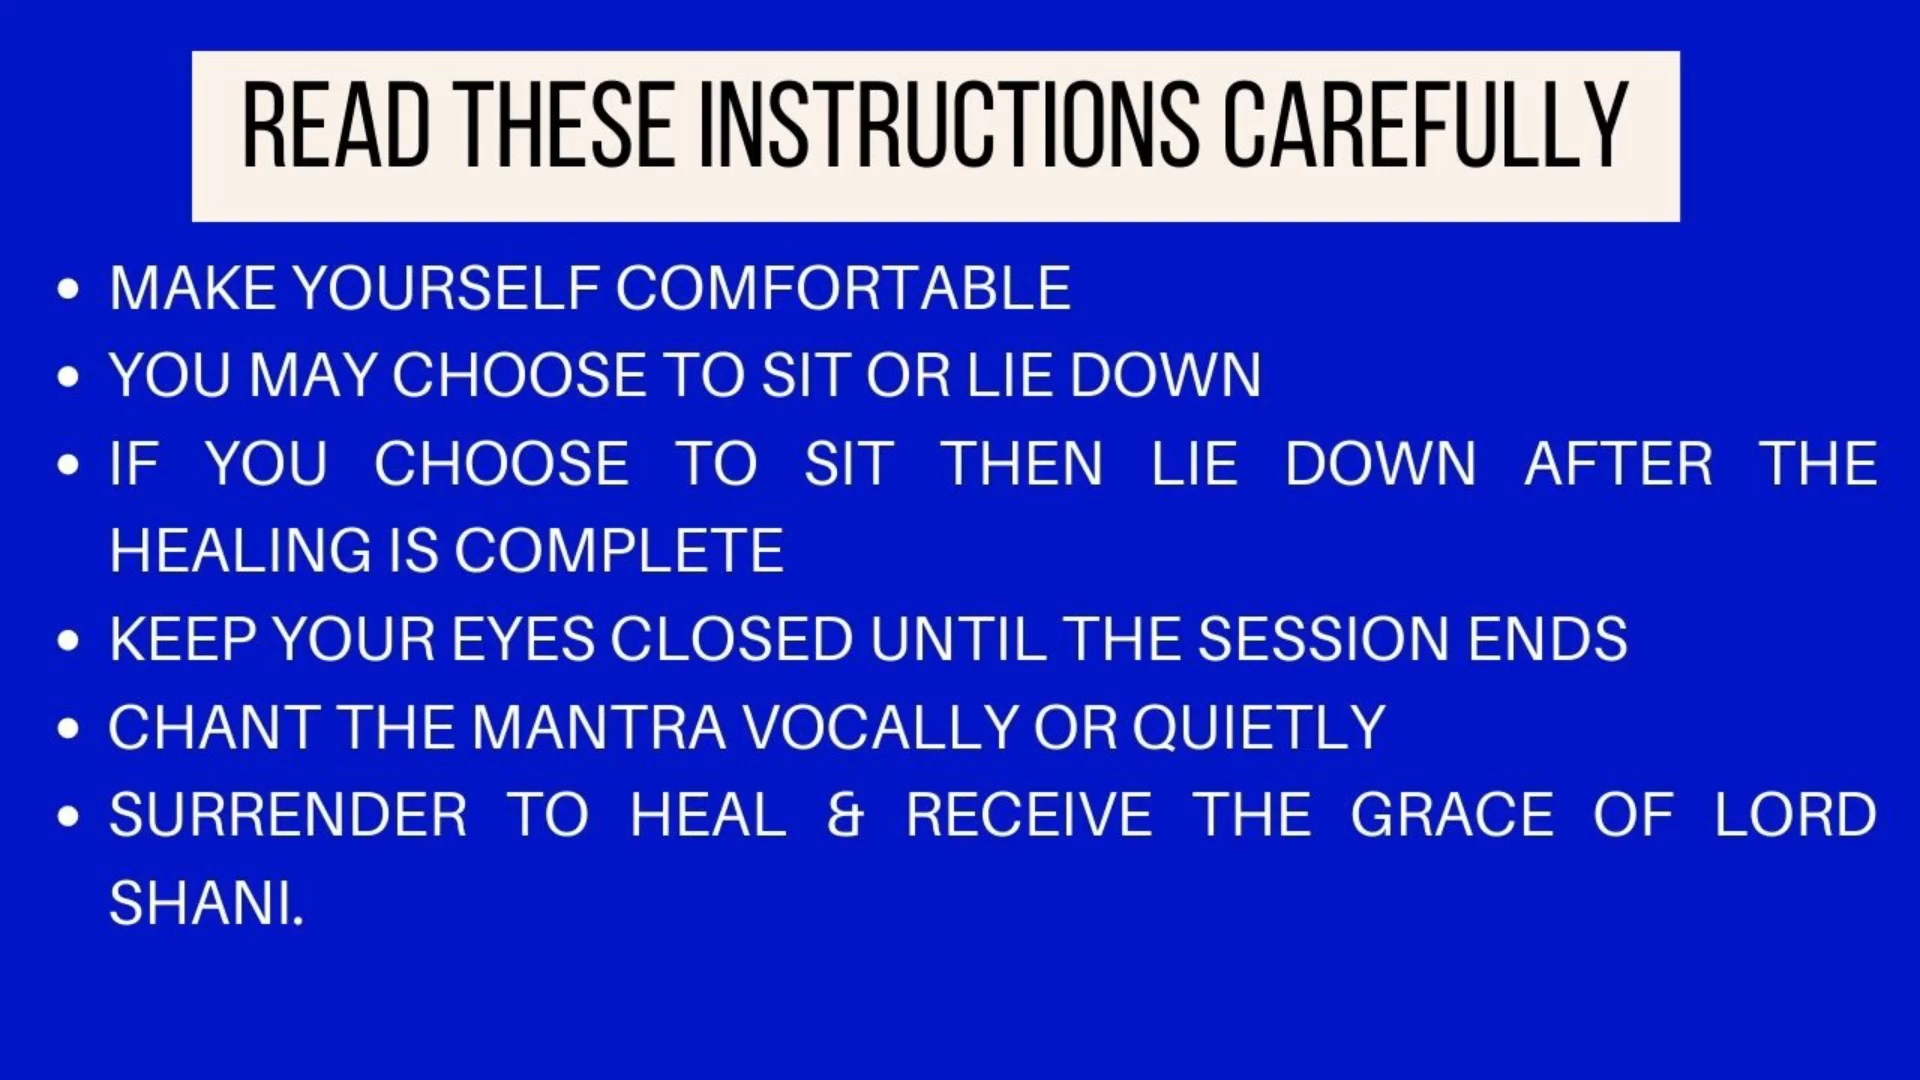 READ THESE INSTRUCTIONS CAREFULLY
• MAKE YOURSELF COMFORTABLE
• YOU MAY CHOOSE TO SIT OR LIE DOWN
• IF YOU CHOOSE TO SIT THEN LIE DOWN AFTER THE
HEALING IS COMPLETE
• KEEP YOUR EYES CLOSED UNTIL THE SESSION ENDS
• CHANT THE MANTRA VOCALLY OR QUIETLY
• SURRENDER TO HEAL & RECEIVE THE GRACE OF LORD
SHANI.